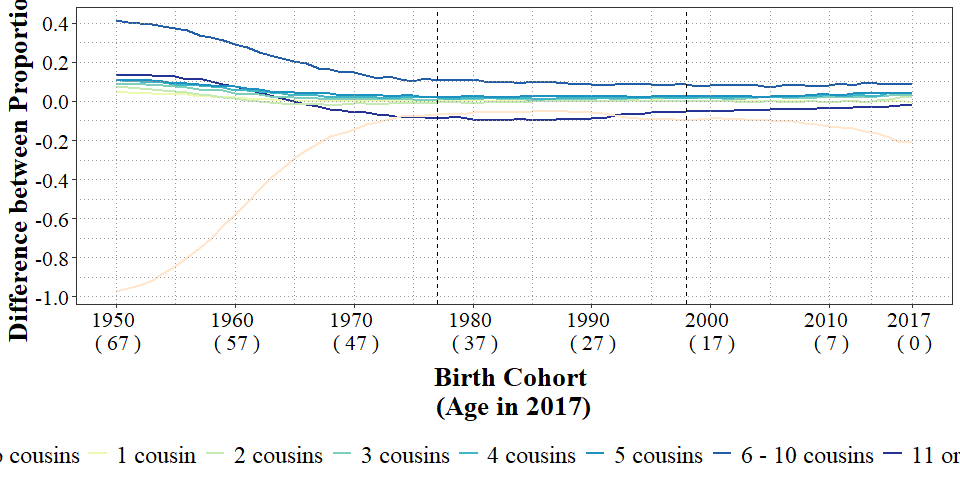 Difference between Proportio
0.4
0.2
0.0
-0.2
-0.4
-0.6
-0.8
-1.0
1950 1960 1970 1980 1990 2000 2010 2017
( 67 ) ( 57 ) ( 47 ) ( 37 ) ( 27 ) ( 17 ) ( 7 ) ( 0 )
Birth Cohort
(Age in 2017)
cousins 1 cousin 2 cousins 3 cousins 4 cousins 5 cousins 6 - 10 cousins 11 or